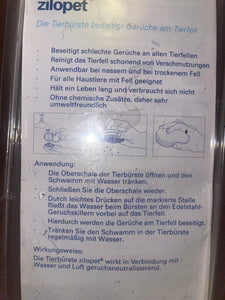 zilopet®
Die Tierbürste beseitigt Gerüche am Tierfell
Beseitigt schlechte Gerüche an allen Tierfellen
Reinigt das Tierfell schonend von Verschmutzungen
Anwendbar bei nassem und bei trockenem Fell
Für alle Haustiere mit Fell geeignet
Hält ein Leben lang und verbraucht sich nicht
Ohne chemische Zusätze, daher sehr
umweltfreundlich
Anwendung:
Die Oberschale der Tierbürste öffnen und den
Schwamm mit Wasser tränken.
Schließen Sie die Oberschale wieder.
Durch leichtes Drücken auf die markierte Stelle
fließt das Wasser beim Bürsten an den Edelstahl-
Geruchskillern vorbei auf das Tierfell.
Hierdurch werden die Gerüche am Tierfell beseitigt.
Tränken Sie den Schwamm in der Tierbürste
regelmäßig mit Wasser.
Wirkungsweise:
Die Tierbürste zilopet® wirkt in Verbindung mit
Wasser und Luft geruchsneutralisierend.